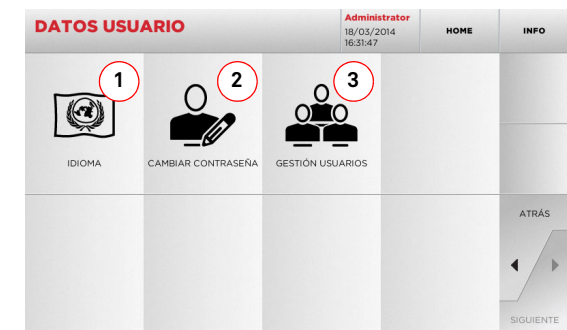 DATOS USUARIO
Administrator
18/03/2014
16:31:47
HOME
INFO
1
2
3
IDIOMA
CAMBIAR CONTRASEÑA
GESTIÓN USUARIOS
ATRÁS
SIGUIENTE